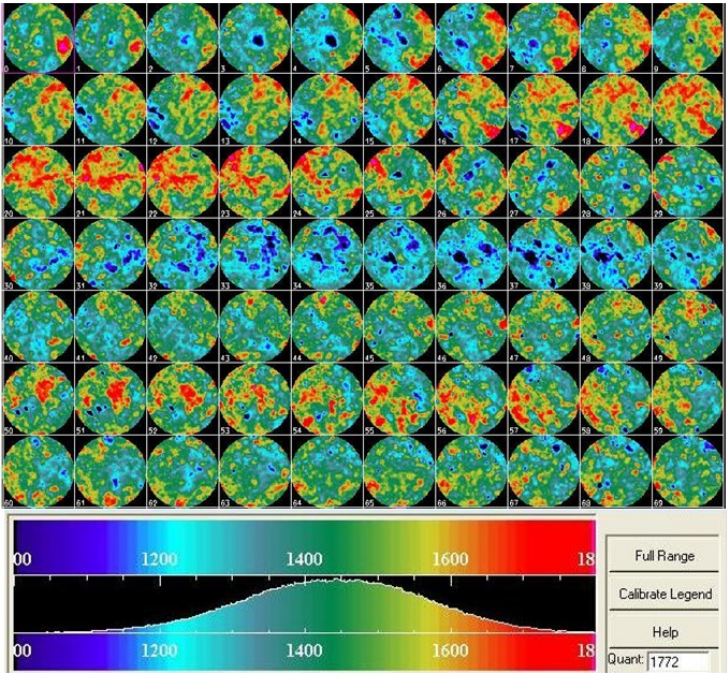 0 1 2 3 4 5 6 7 8 9
10 11 12 13 14 15 16 17 18 19
20 21 22 23 24 25 26 27 28 29
30 31 32 33 34 35 36 37 38 39
40 41 42 43 44 45 46 47 48 49
50 51 52 53 54 55 56 57 58 59
60 61 62 63 64 65 66 67 68 69
00 1200 1400 1600 18
Full Range
Calibrate Legend
Help
00 1200 1400 1600 18
Quant: 1772